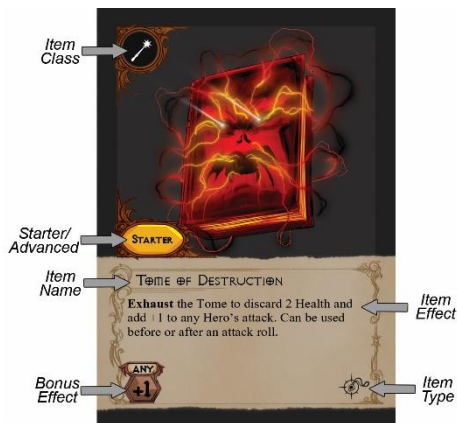 Item
Class
Starter/
Advanced
STARTER
Item
Name
TOME OF DESTRUCTION
Exhaust the Tome to discard 2 Health and
add +1 to any Hero's attack. Can be used
before or after an attack roll.
Item
Effect
Bonus
Effect
ANY
+1
Item
Type